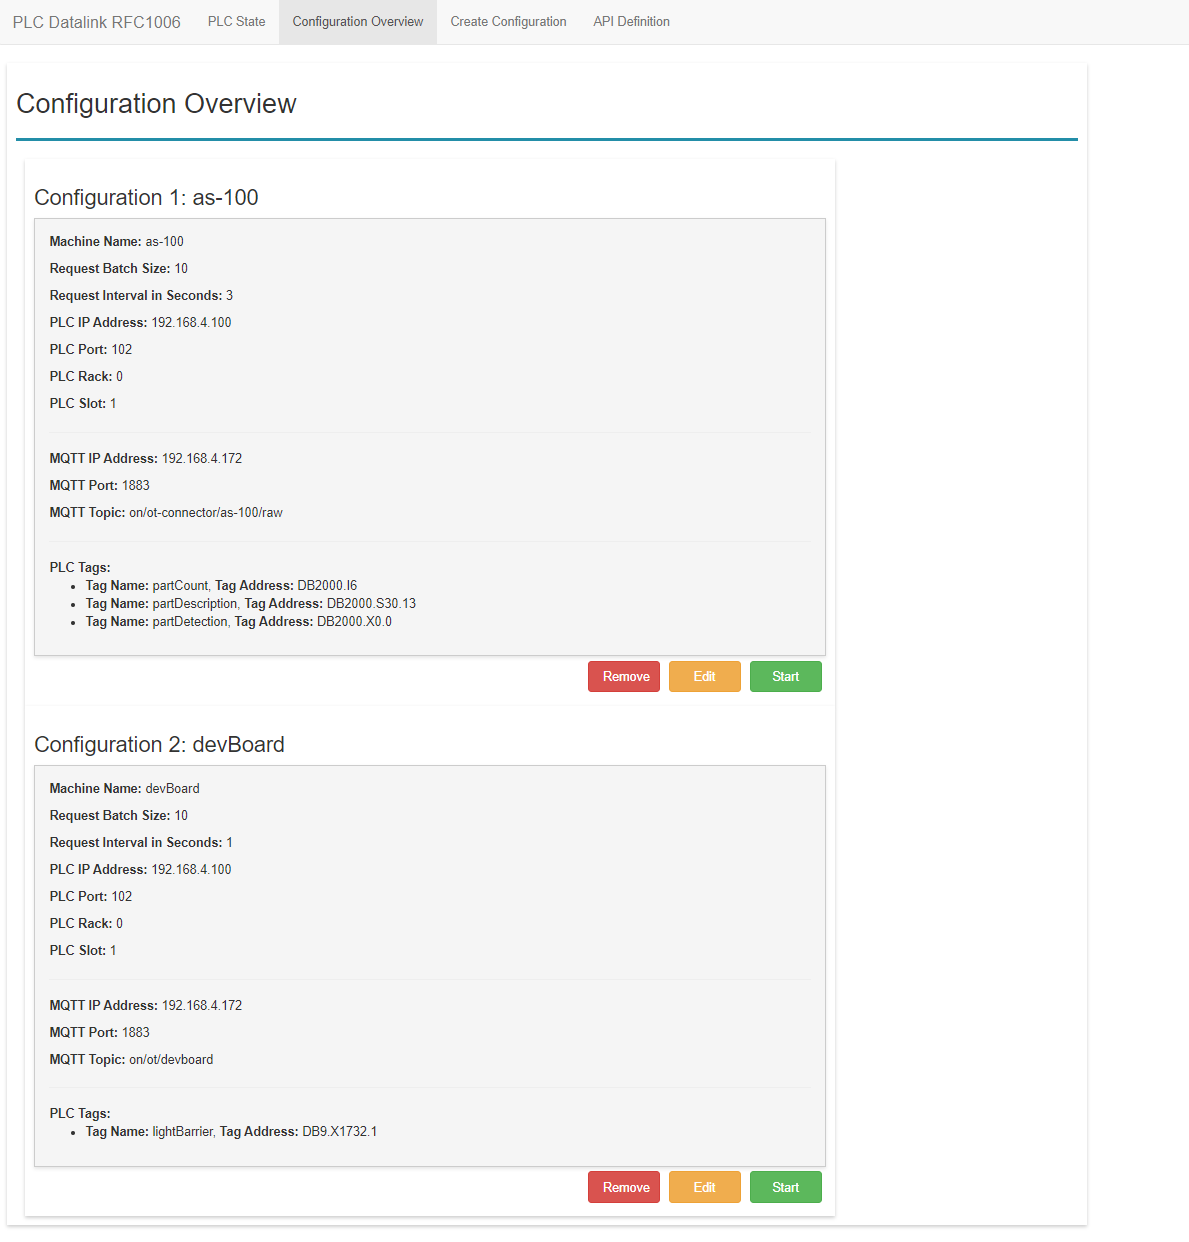 PLC Datalink RFC1006 PLC State Configuration Overview Create Configuration API Definition
Configuration Overview
Configuration 1: as-100
Machine Name: as-100
Request Batch Size: 10
Request Interval in Seconds: 3
PLC IP Address: 192.168.4.100
PLC Port: 102
PLC Rack: 0
PLC Slot: 1
MQTT IP Address: 192.168.4.172
MQTT Port: 1883
MQTT Topic: on/ot-connector/as-100/raw
PLC Tags:
• Tag Name: partCount, Tag Address: DB2000.I6
• Tag Name: partDescription, Tag Address: DB2000.S30.13
• Tag Name: partDetection, Tag Address: DB2000.X0.0
Remove Edit Start
Configuration 2: devBoard
Machine Name: devBoard
Request Batch Size: 10
Request Interval in Seconds: 1
PLC IP Address: 192.168.4.100
PLC Port: 102
PLC Rack: 0
PLC Slot: 1
MQTT IP Address: 192.168.4.172
MQTT Port: 1883
MQTT Topic: on/ot/devboard
PLC Tags:
• Tag Name: lightBarrier, Tag Address: DB9.X1732.1
Remove Edit Start